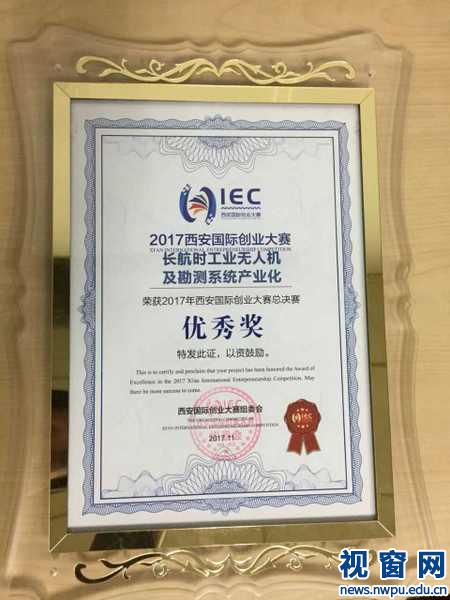 IEC
西安国际创业大赛
2017西安国际创业大赛
XI'AN INTERNATIONAL ENTREPRENEURSHIP COMPETITION
长航时工业无人机
及勘测系统产业化
荣获2017年西安国际创业大赛总决赛
优秀奖
特发此证，以资鼓励。
This is to certify and proclaim that your project has been honored the Award of
Excellence in the 2017 Xi'an International Entrepreneurship Competition. May
there be more success to come.
西安国际创业大赛组委会
THE ORGANIZING COMMITTEE OF
XI'AN INTERNATIONAL ENTREPRENEURSHIP COMPETITION
2017.11
IEC
视窗网
news.nwpu.edu.cn